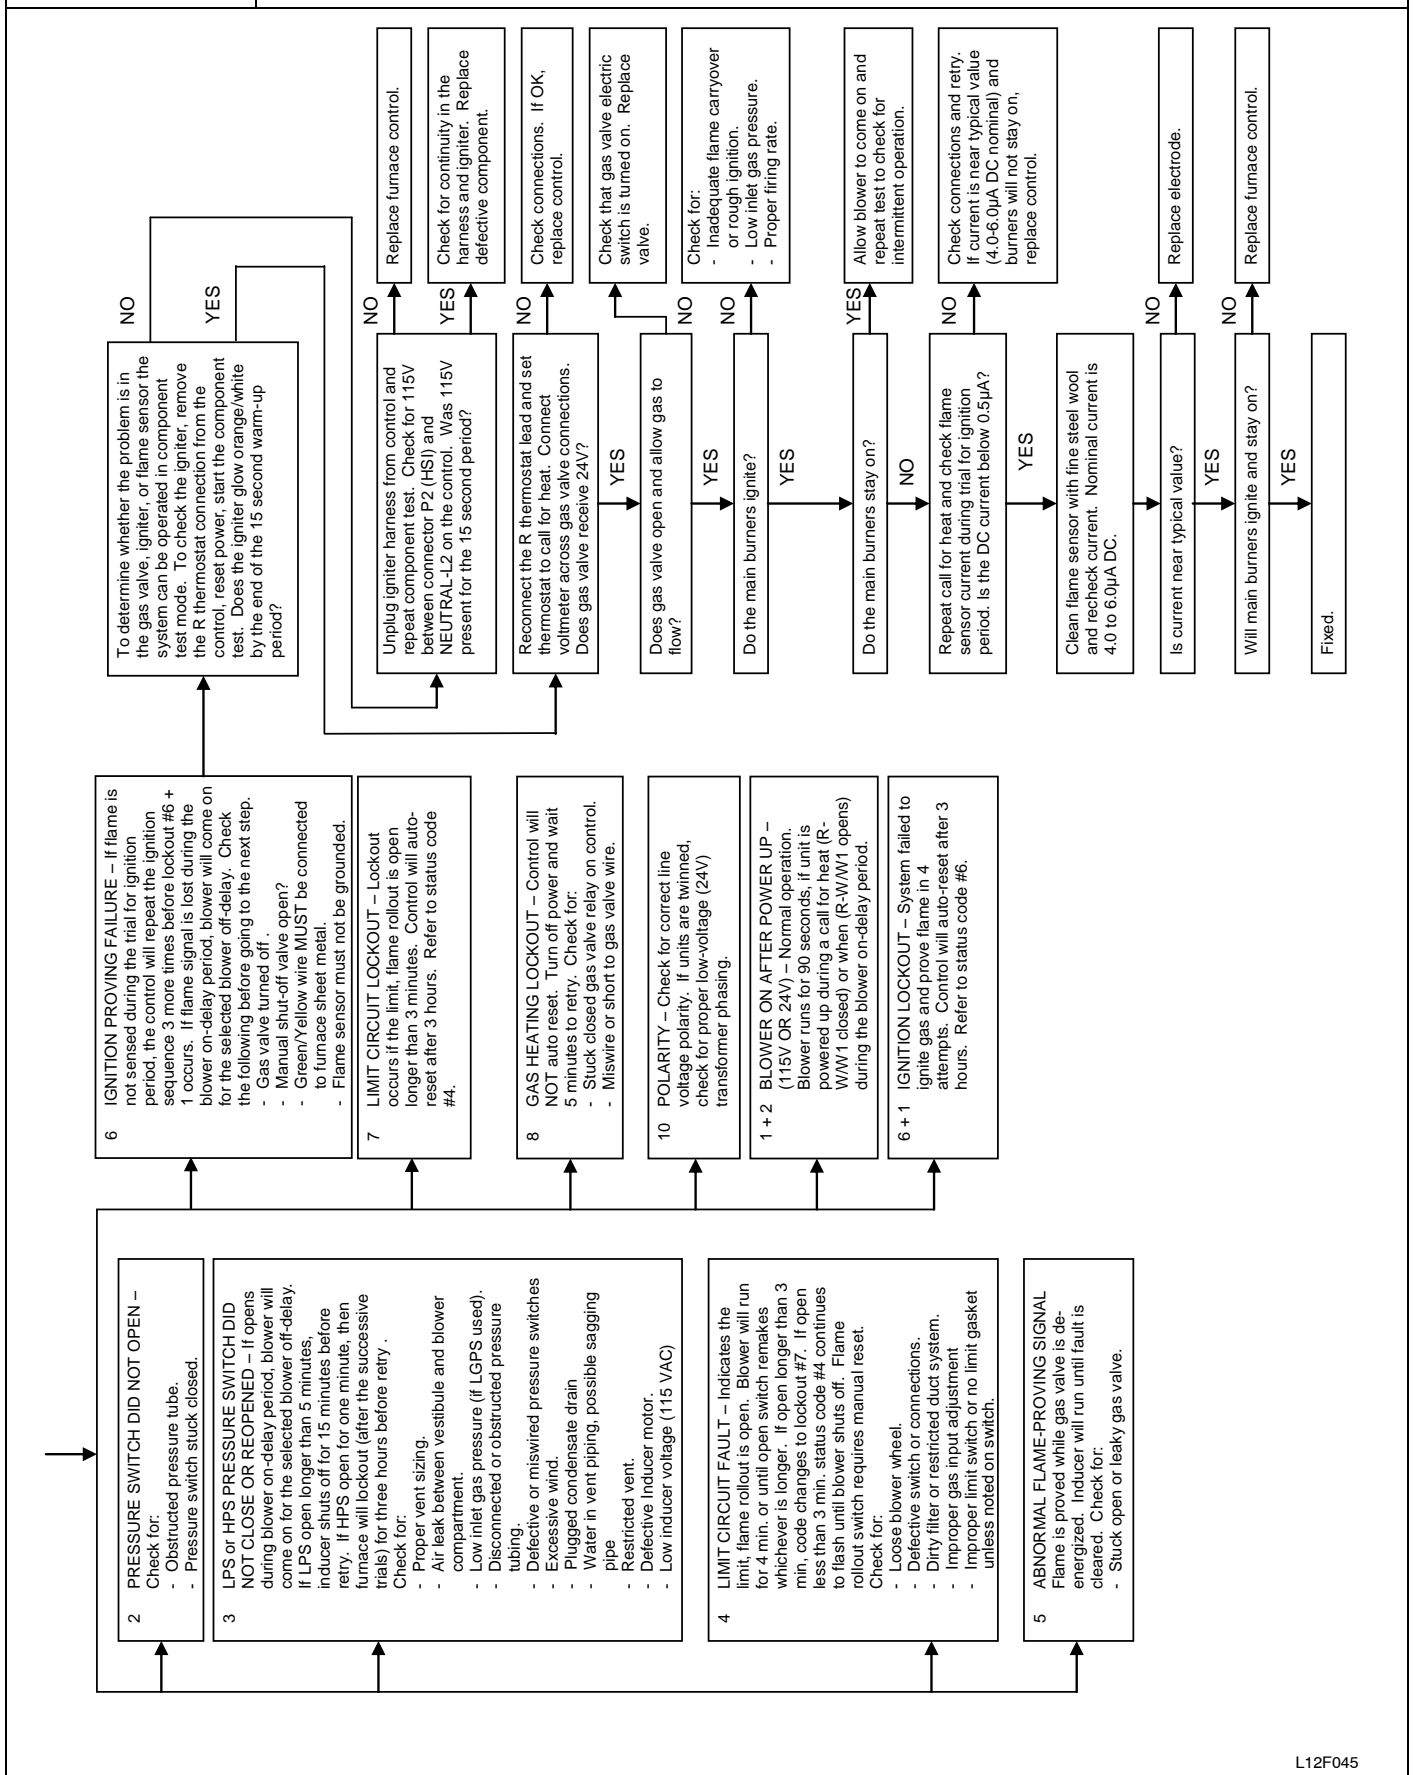 2 PRESSURE SWITCH DID NOT OPEN –
Check for:
- Obstructed pressure tube.
- Pressure switch stuck closed.
3 LPS or HPS PRESSURE SWITCH DID
NOT CLOSE OR REOPENED – If opens
during blower on-delay period, blower will
come on for the selected blower off-delay.
If LPS open longer than 5 minutes,
inducer shuts off for 15 minutes before
retry. If HPS open for one minute, then
furnace will lockout (after the successive
trials) for three hours before retry .
Check for:
- Proper vent sizing.
- Air leak between vestibule and blower
compartment.
- Low inlet gas pressure (if LGPS used).
- Disconnected or obstructed pressure
tubing.
- Defective or miswired pressure switches
- Excessive wind.
- Plugged condensate drain
- Water in vent piping, possible sagging
pipe
- Restricted vent.
- Defective Inducer motor.
- Low inducer voltage (115 VAC)
4 LIMIT CIRCUIT FAULT – Indicates the
limit, flame rollout is open. Blower will run
for 4 min. or until open switch remakes
whichever is longer. If open longer than 3
min, code changes to lockout #7. If open
less than 3 min. status code #4 continues
to flash until blower shuts off. Flame
rollout switch requires manual reset.
Check for:
- Loose blower wheel.
- Defective switch or connections.
- Dirty filter or restricted duct system.
- Improper gas input adjustment
- Improper limit switch or no limit gasket
unless noted on switch.
5 ABNORMAL FLAME-PROVING SIGNAL
Flame is proved while gas valve is de-
energized. Inducer will run until fault is
cleared. Check for:
- Stuck open or leaky gas valve.
6 IGNITION PROVING FAILURE – If flame is
not sensed during the trial for ignition
period, the control will repeat the ignition
sequence 3 more times before lockout #6 +
1 occurs. If flame signal is lost during the
blower on-delay period, blower will come on
for the selected blower off-delay. Check
the following before going to the next step.
- Gas valve turned off .
- Manual shut-off valve open?
- Green/Yellow wire MUST be connected
to furnace sheet metal.
- Flame sensor must not be grounded.
7 LIMIT CIRCUIT LOCKOUT – Lockout
occurs if the limit, flame rollout is open
longer than 3 minutes. Control will auto-
reset after 3 hours. Refer to status code
#4.
8 GAS HEATING LOCKOUT – Control will
NOT auto reset. Turn off power and wait
5 minutes to retry. Check for:
- Stuck closed gas valve relay on control.
- Miswire or short to gas valve wire.
10 POLARITY – Check for correct line
voltage polarity. If units are twinned,
check for proper low-voltage (24V)
transformer phasing.
1 + 2 BLOWER ON AFTER POWER UP –
(115V OR 24V) – Normal operation.
Blower runs for 90 seconds, if unit is
powered up during a call for heat (R-
W/W1 closed) or when (R-W/W1 opens)
during the blower on-delay period.
6 + 1 IGNITION LOCKOUT – System failed to
ignite gas and prove flame in 4
attempts. Control will auto-reset after 3
hours. Refer to status code #6.
To determine whether the problem is in
the gas valve, igniter, or flame sensor the
system can be operated in component
test mode. To check the igniter, remove
the R thermostat connection from the
control, reset power, start the component
test. Does the igniter glow orange/white
by the end of the 15 second warm-up
period?
NO
YES
Unplug igniter harness from control and
repeat component test. Check for 115V
between connector P2 (HSI) and
NEUTRAL-L2 on the control. Was 115V
present for the 15 second period?
NO
Replace furnace control.
YES
Check for continuity in the
harness and igniter. Replace
defective component.
Reconnect the R thermostat lead and set
thermostat to call for heat. Connect
voltmeter across gas valve connections.
Does gas valve receive 24V?
NO
Check connections. If OK,
replace control.
YES
Does gas valve open and allow gas to
flow?
NO
Check that gas valve electric
switch is turned on. Replace
valve.
YES
Do the main burners ignite?
NO
Check for:
- Inadequate flame carryover
or rough ignition.
- Low inlet gas pressure.
- Proper firing rate.
YES
Do the main burners stay on?
YES
Allow blower to come on and
repeat test to check for
intermittent operation.
NO
Repeat call for heat and check flame
sensor current during trial for ignition
period. Is the DC current below 0.5µA?
NO
Check connections and retry.
If current is near typical value
(4.0-6.0µA DC nominal) and
burners will not stay on,
replace control.
YES
Clean flame sensor with fine steel wool
and recheck current. Nominal current is
4.0 to 6.0µA DC.
Is current near typical value?
NO
Replace electrode.
YES
Will main burners ignite and stay on?
NO
Replace furnace control.
YES
Fixed.
L12F045